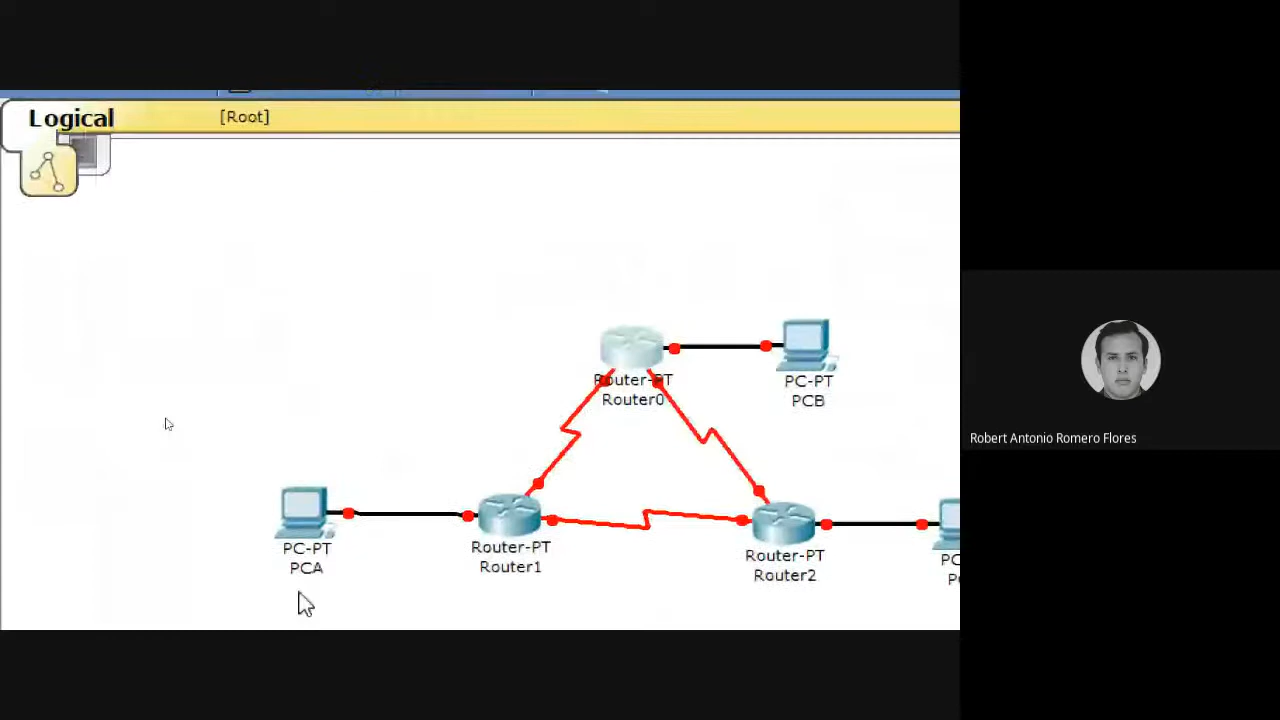 Logical
[Root]
Router-PT
Router0
PC-PT
PCB
PC-PT
PCA
Router-PT
Router1
Router-PT
Router2
PC
Robert Antonio Romero Flores